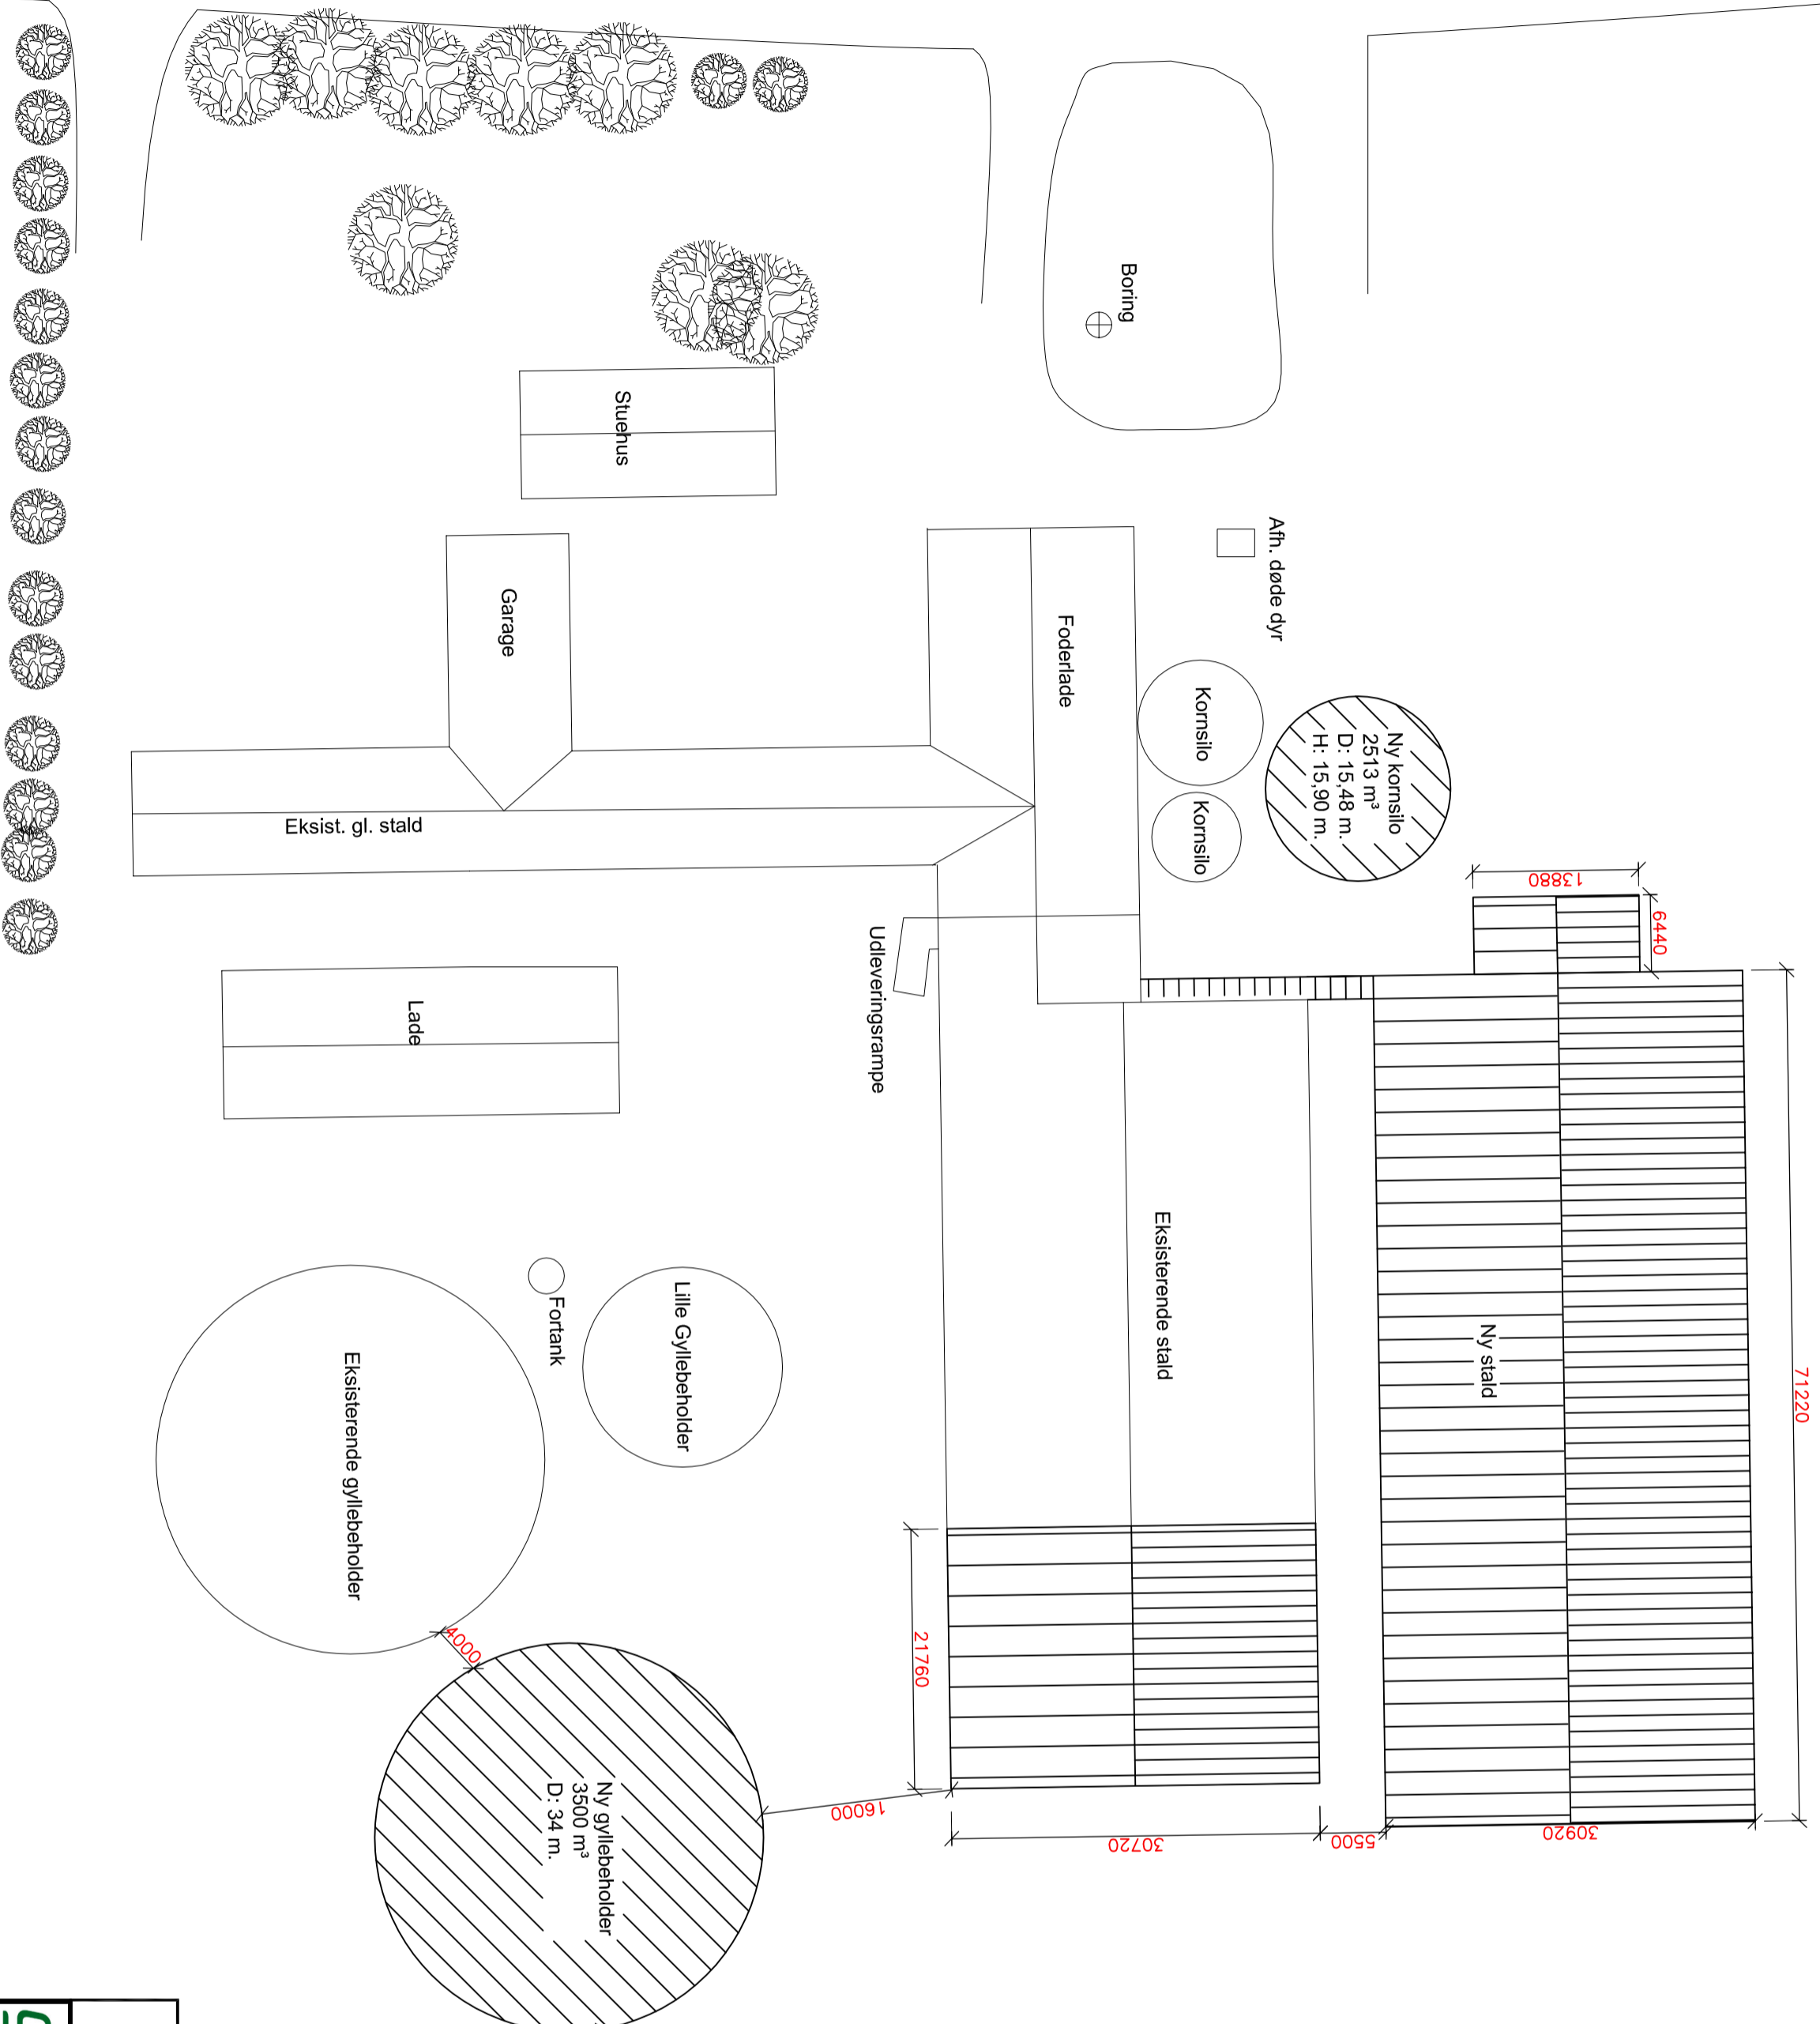 Boring
Stuehus
Afh. døde dyr
Garage
Foderlade
Kornsilo
Kornsilo
Ny kornsilo
2513 m³
D: 15,48 m.
H: 15,90 m.
Eksist. gl. stald
13880
6440
Udleveringsrampe
Lade
Eksisterende stald
Ny stald
71220
Fortank
Lille Gyllebeholder
Eksisterende gyllebeholder
4000
21760
Ny gyllebeholder
3500 m³
D: 34 m.
16000
30720
5500
30920